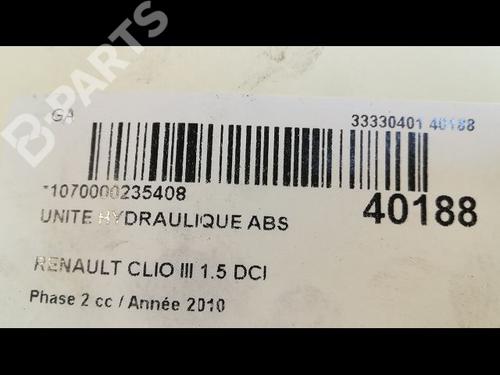 B-PARTS
GA
33330401 40188
*1070000235408
40188
UNITE HYDRAULIQUE ABS
RENAULT CLIO III 1.5 DCI
Phase 2 cc / Année 2010